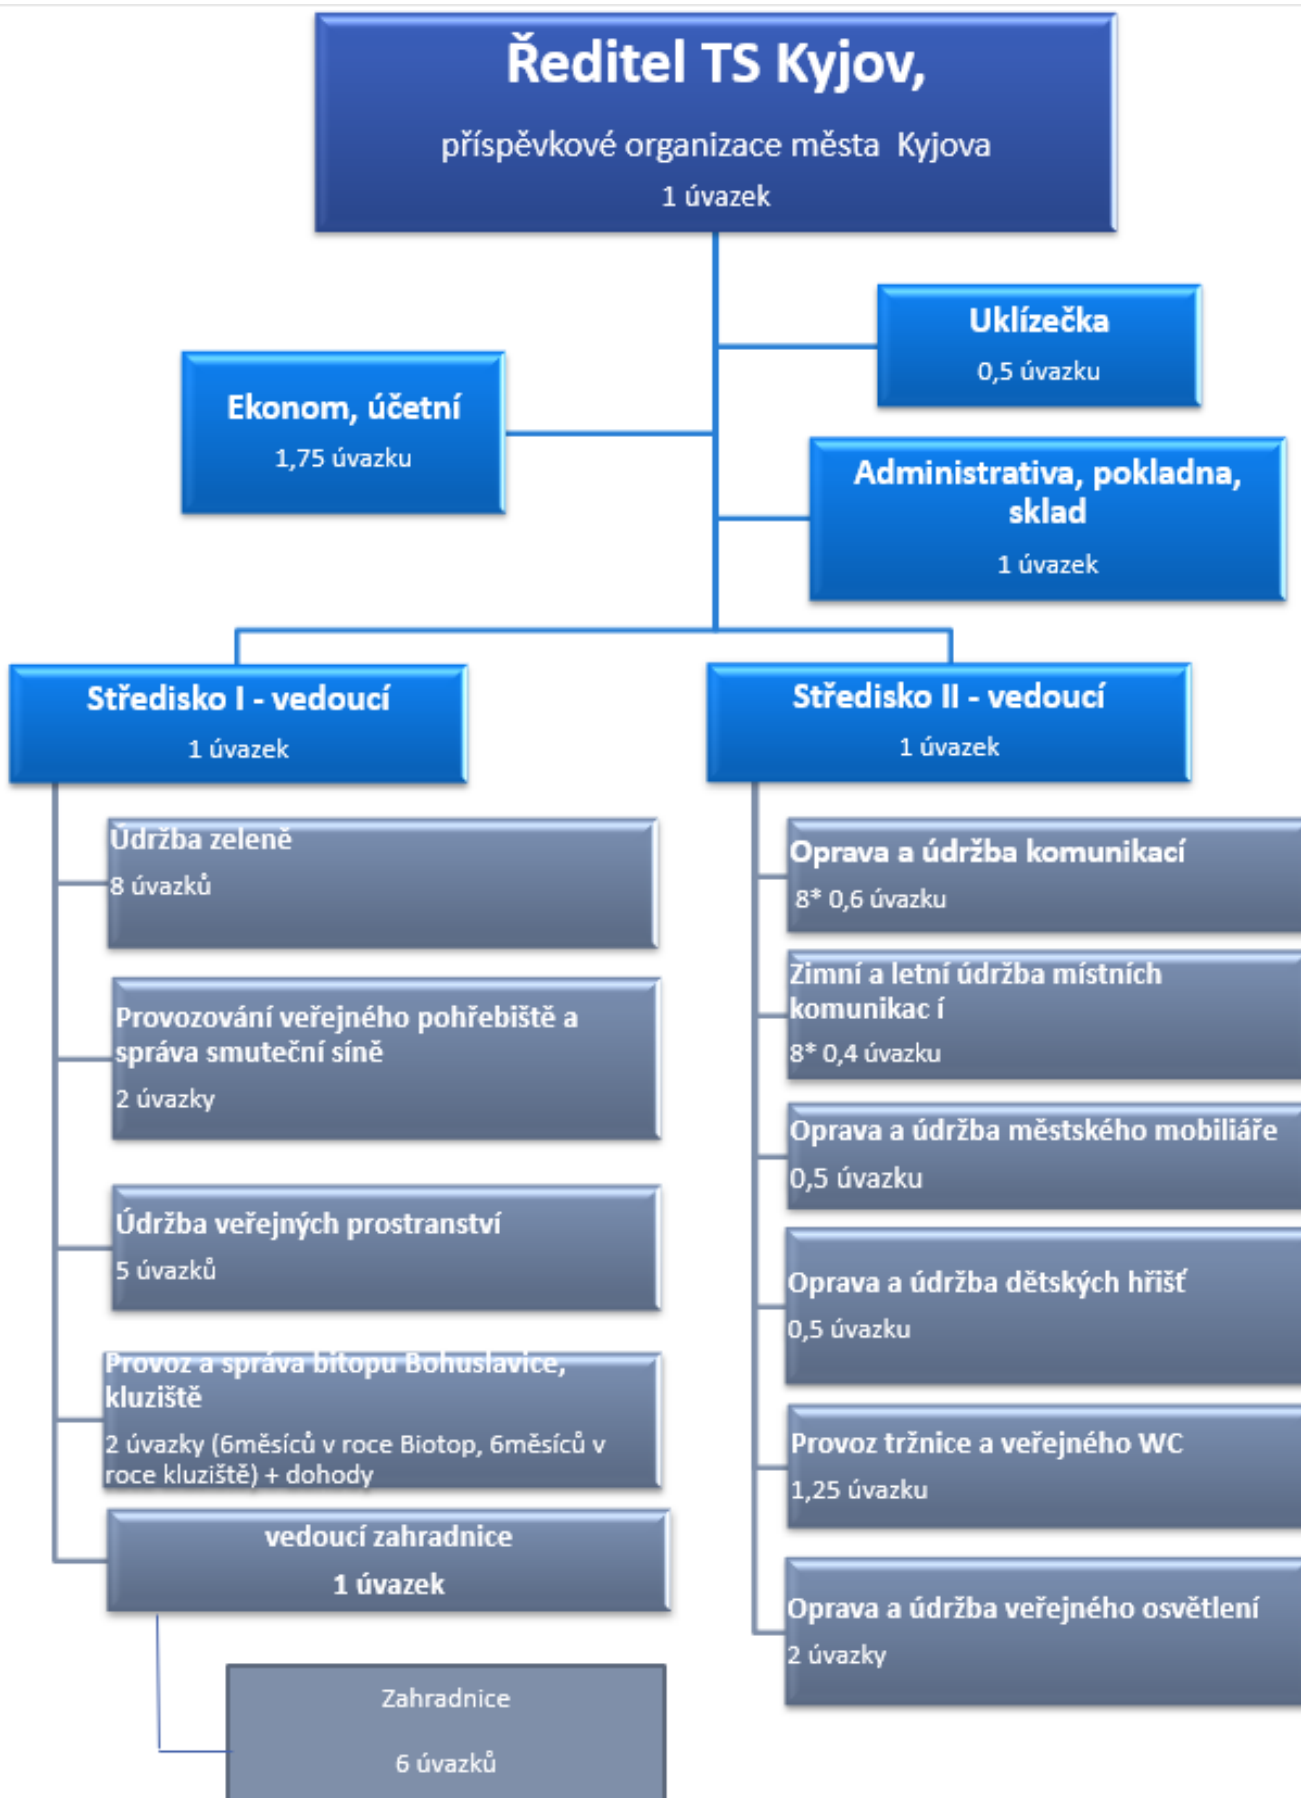 Ředitel TS Kyjov,
příspěvkové organizace města Kyjova
1 úvazek
Uklízečka
0,5 úvazku
Ekonom, účetní
1,75 úvazku
Administrativa, pokladna,
sklad
1 úvazek
Středisko I - vedoucí
1 úvazek
Údržba zeleně
8 úvazků
Provozování veřejného pohřebiště a
správa smuteční síně
2 úvazky
Údržba veřejných prostranství
5 úvazků
Provoz a správa bitopu Bohuslavice,
kluziště
2 úvazky (6měsíců v roce Biotop, 6měsíců v
roce kluziště) + dohody
vedoucí zahradnice
1 úvazek
Zahradnice
6 úvazků
Středisko II - vedoucí
1 úvazek
Oprava a údržba komunikací
8* 0,6 úvazku
Zimní a letní údržba místních
komunikac í
8* 0,4 úvazku
Oprava a údržba městského mobiliáře
0,5 úvazku
Oprava a údržba dětských hřišť
0,5 úvazku
Provoz tržnice a veřejného WC
1,25 úvazku
Oprava a údržba veřejného osvětlení
2 úvazky